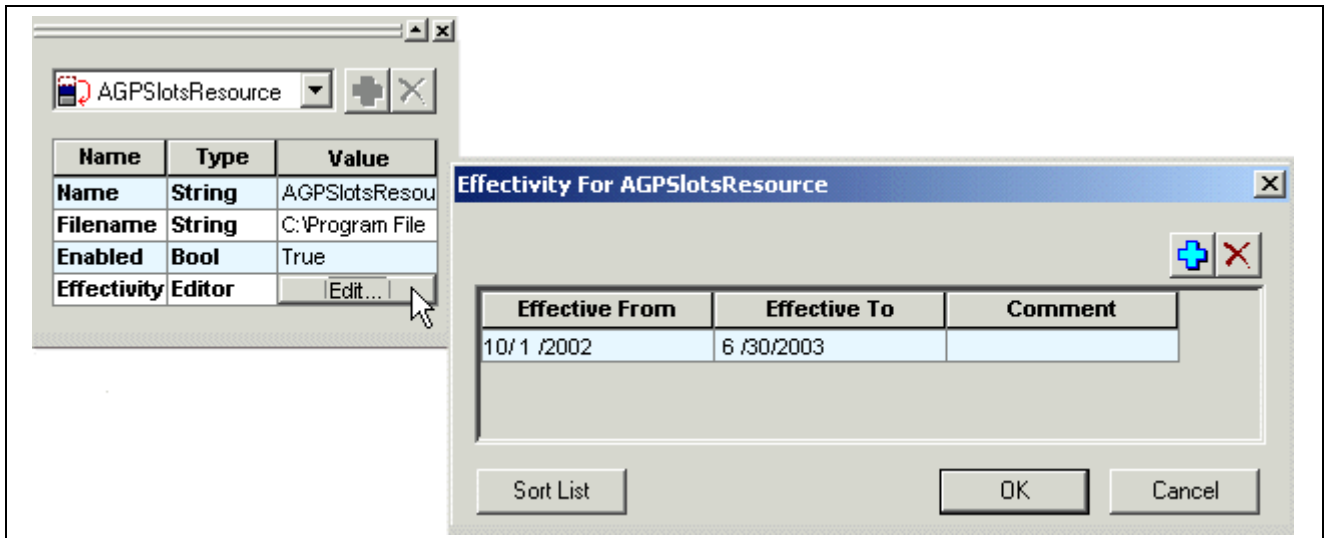 AGPSlotsResource
Name Type Value
Name String AGPSlotsResou
Filename String C:\Program File
Enabled Bool True
Effectivity Editor Edit...
Effectivity For AGPSlotsResource
Effective From Effective To Comment
10/ 1 /2002 6 /30/2003
Sort List OK Cancel